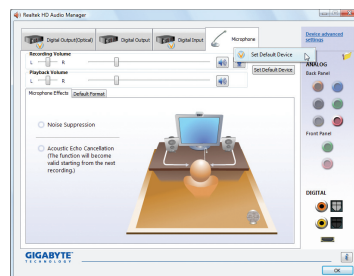 Realtek HD Audio Manager
Digital Output(Optical)
Digital Output
Digital Input
Microphone
Device advanced
settings
Set Default Device
Recording Volume
L
R
Set Default Device
ANALOG
Back Panel
Playback Volume
L
R
Microphone Effects
Default Format
Noise Suppression
Acoustic Echo Cancellation
(The function will become
valid starting from the next
recording.)
Front Panel
DIGITAL
GIGABYTE
TECHNOLOGY
i
OK